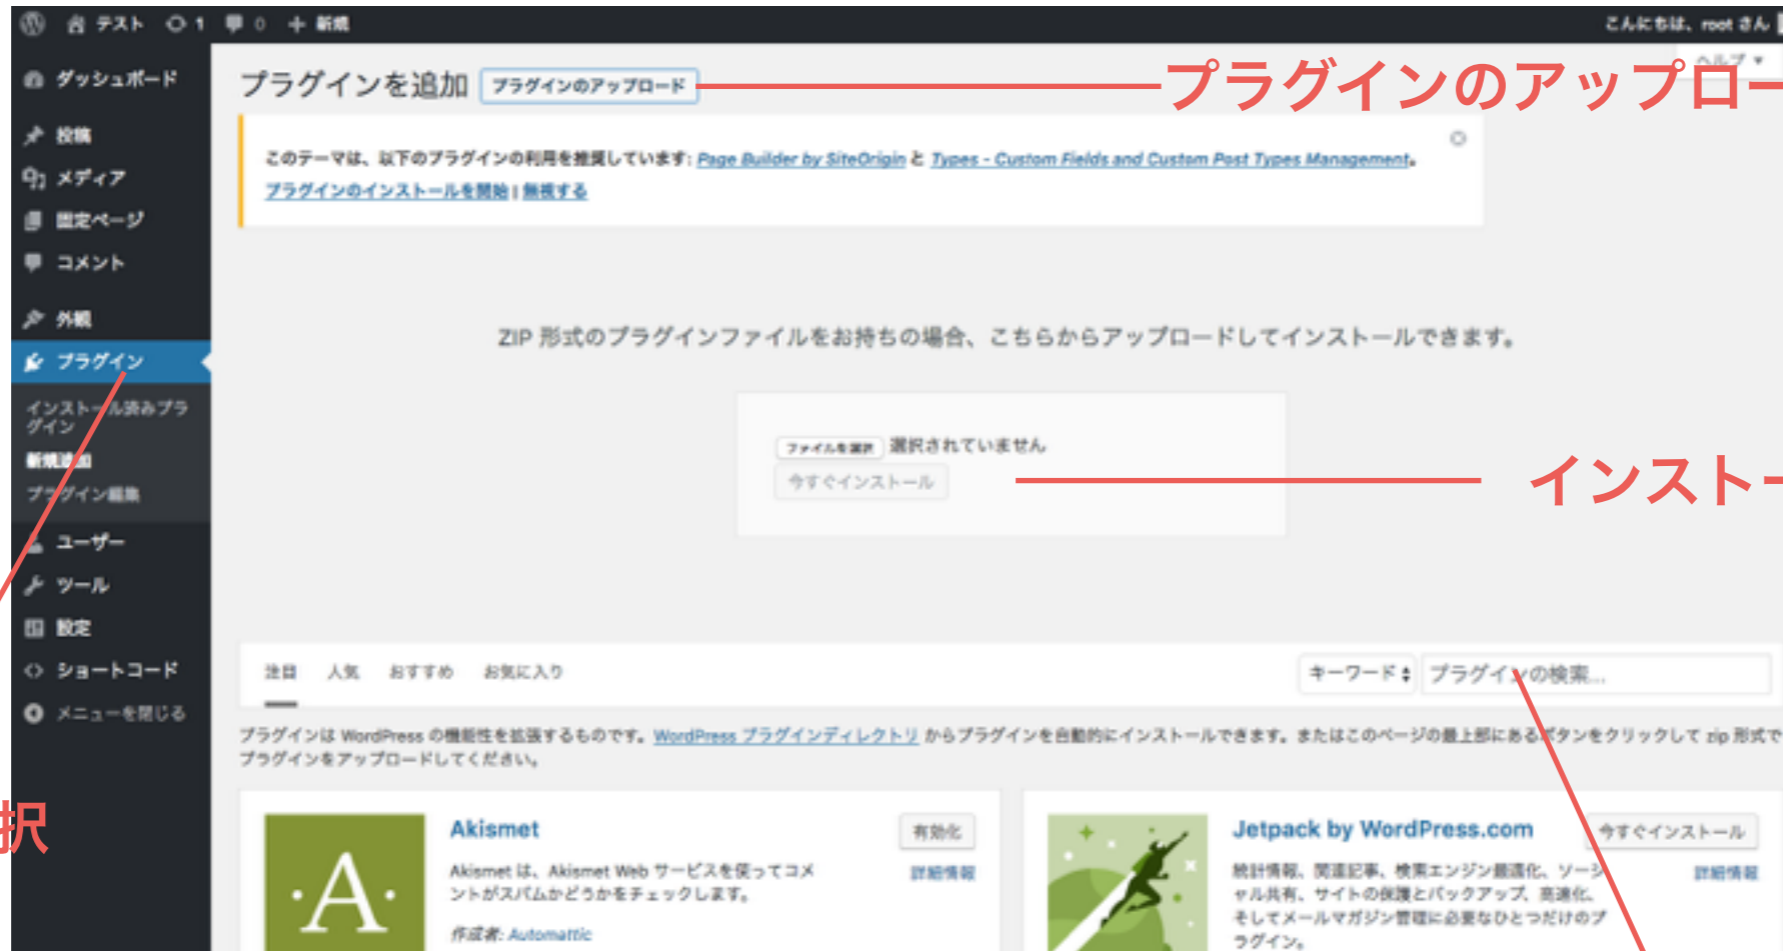 テスト 1 0 新規
こんにちは、root さん
ヘルプ
ダッシュボード
投稿
メディア
固定ページ
コメント
外観
プラグイン
インストール済みプラ
グイン
新規追加
プラグイン編集
ユーザー
ツール
設定
ショートコード
メニューを閉じる
択
プラグインを追加 プラグインのアップロード
プラグインのアップロー
このテーマは、以下のプラグインの利用を推奨しています: Page Builder by SiteOrigin と Types - Custom Fields and Custom Post Types Management。
プラグインのインストールを開始 | 無視する
ZIP 形式のプラグインファイルをお持ちの場合、こちらからアップロードしてインストールできます。
ファイルを選択 選択されていません
今すぐインストール
インストー
注目 人気 おすすめ お気に入り
キーワード プラグインの検索...
プラグインは WordPress の機能性を拡張するものです。WordPress プラグインディレクトリ からプラグインを自動的にインストールできます。またはこのページの最上部にあるボタンをクリックして zip 形式で
プラグインをアップロードしてください。
A
Akismet
有効化
詳細情報
Akismet は、Akismet Web サービスを使ってコメ
ントがスパムかどうかをチェックします。
作成者: Automattic
Jetpack by WordPress.com
今すぐインストール
詳細情報
統計情報、関連記事、検索エンジン最適化、ソーシ
ャル共有、サイトの保護とバックアップ、高速化、
そしてメールマガジン管理に必要なひとつだけのプ
ラグイン。